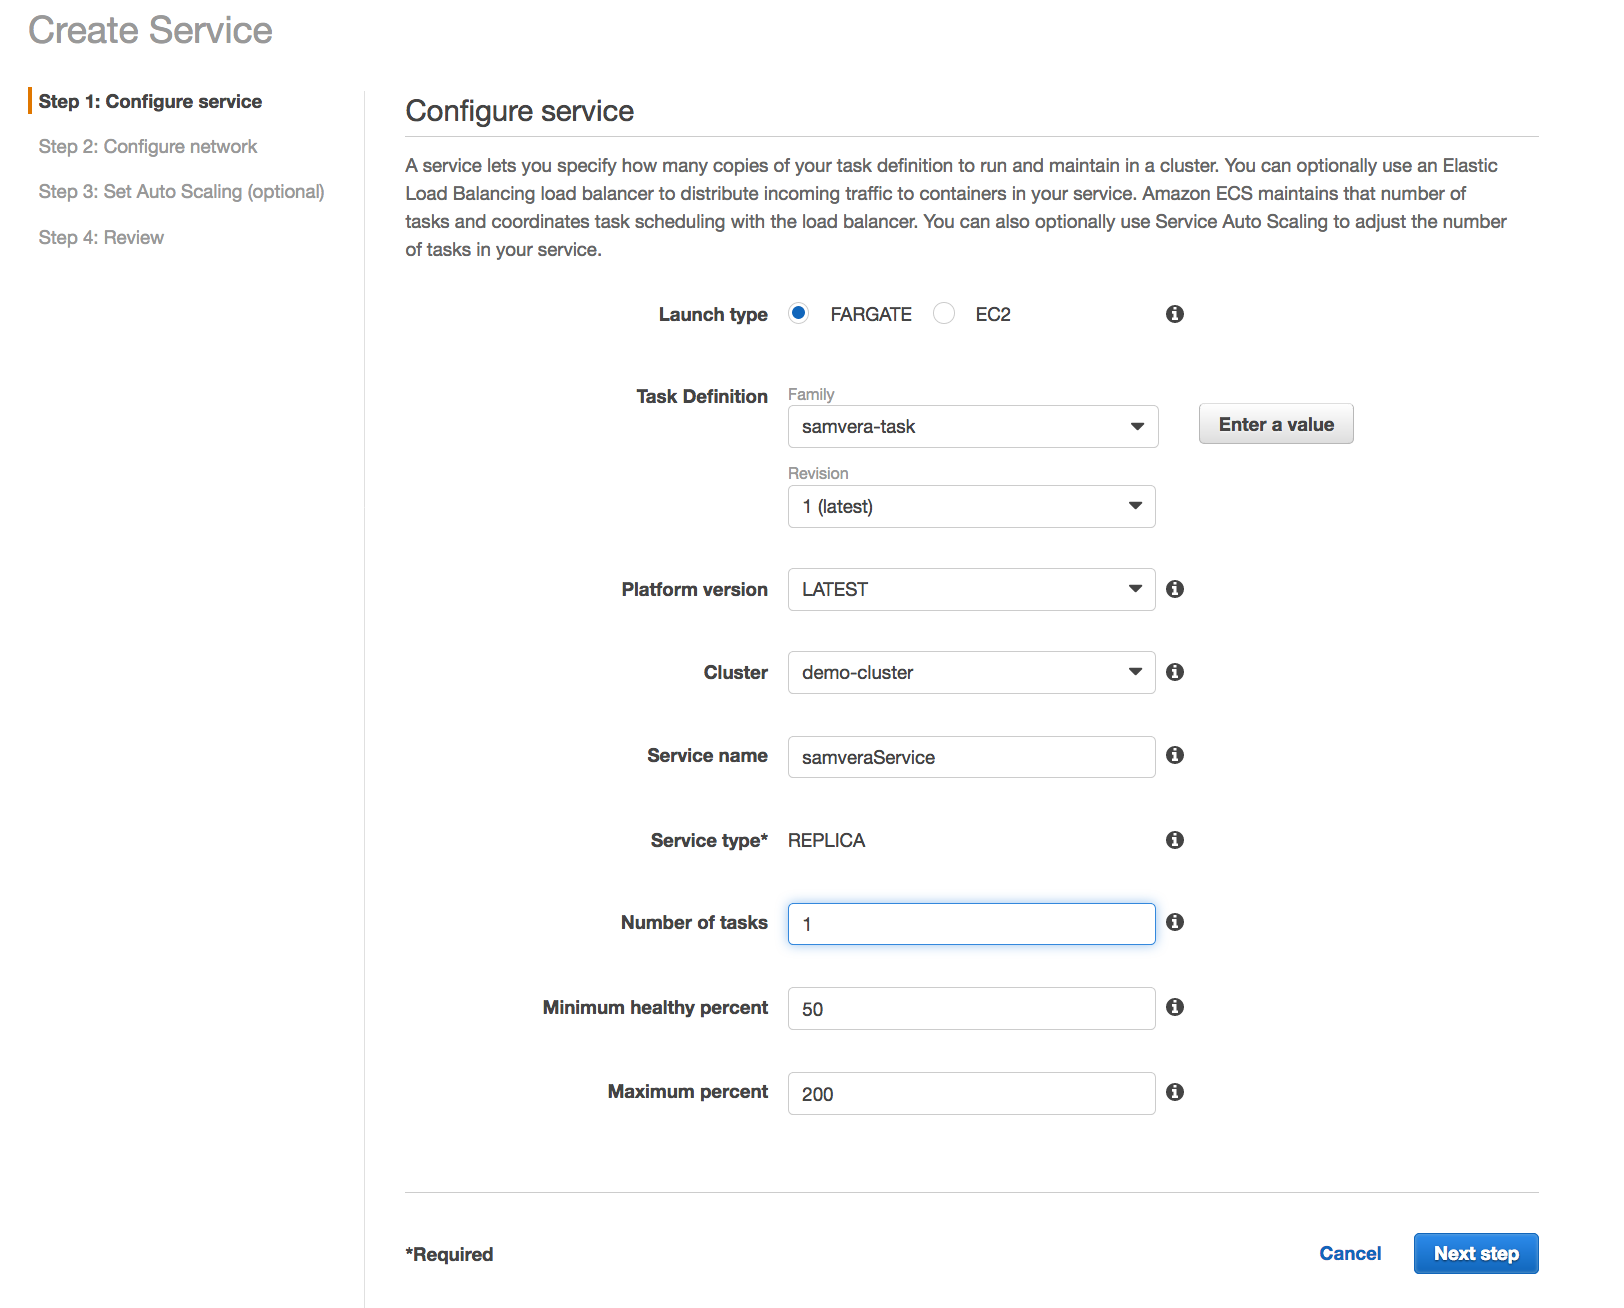 Create Service
Step 1: Configure service
Step 2: Configure network
Step 3: Set Auto Scaling (optional)
Step 4: Review
Configure service
A service lets you specify how many copies of your task definition to run and maintain in a cluster. You can optionally use an Elastic
Load Balancing load balancer to distribute incoming traffic to containers in your service. Amazon ECS maintains that number of
tasks and coordinates task scheduling with the load balancer. You can also optionally use Service Auto Scaling to adjust the number
of tasks in your service.
Launch type FARGATE EC2
Task Definition Family
samvera-task Enter a value
Revision
1 (latest)
Platform version LATEST
Cluster demo-cluster
Service name samveraService
Service type* REPLICA
Number of tasks 1
Minimum healthy percent 50
Maximum percent 200
*Required Cancel Next step